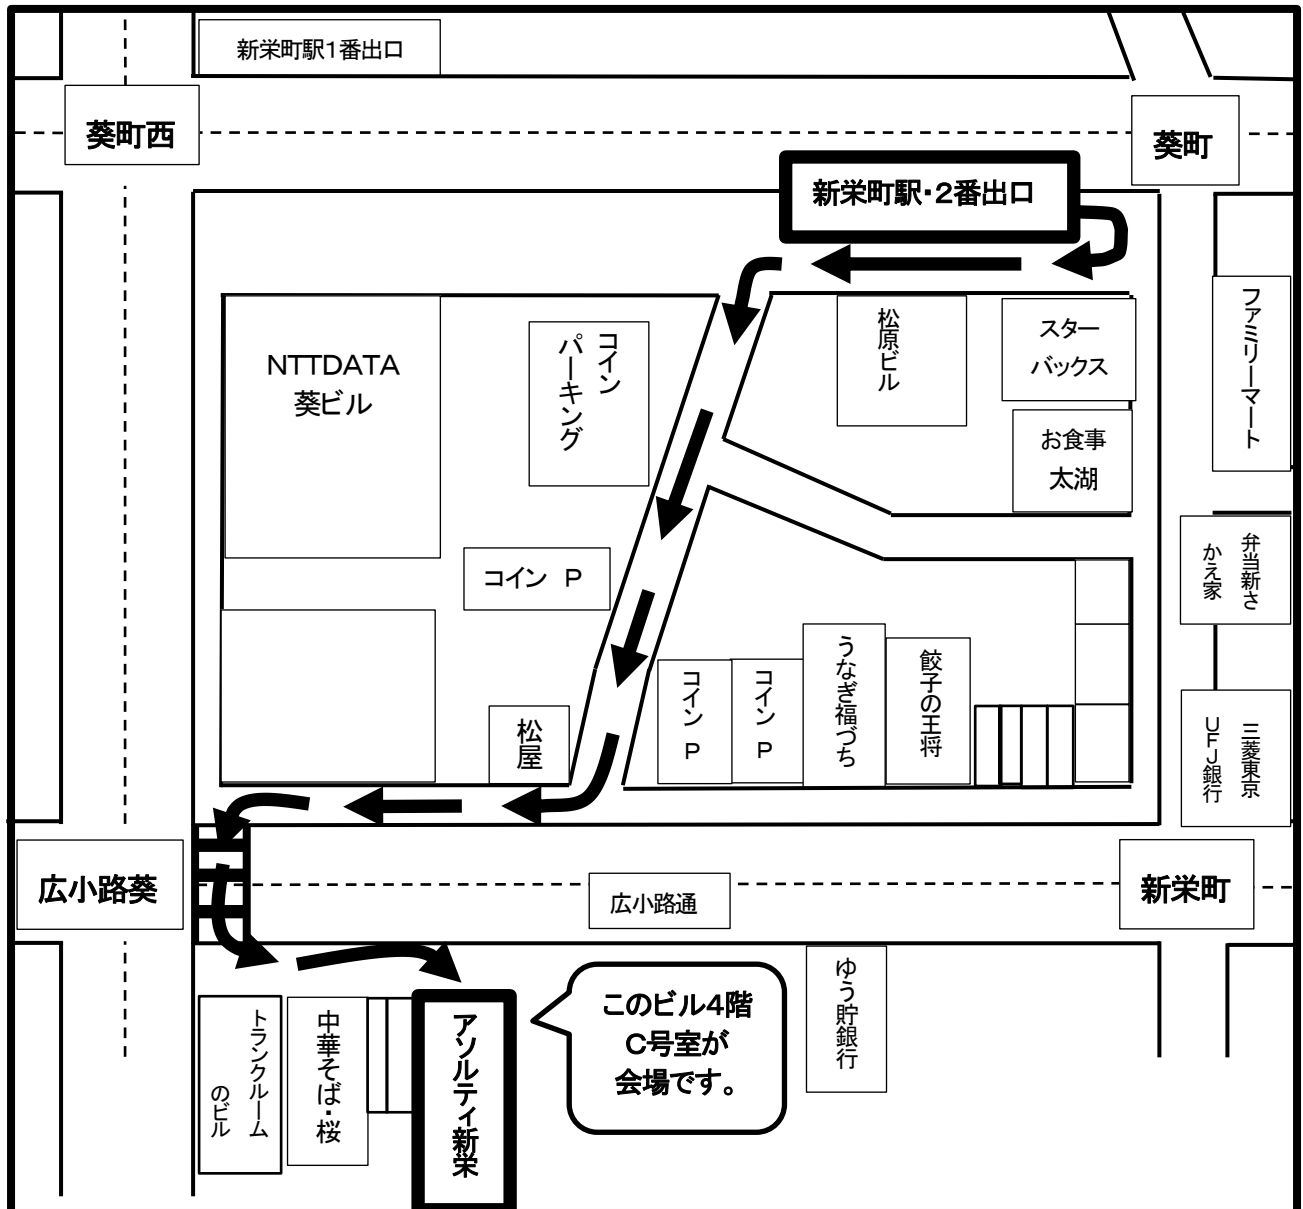 新栄町駅1番出口
葵町西
葵町
新栄町駅・2番出口
NTTDATA
葵ビル
コイン
パーキング
松原ビル
スター
バックス
お食事
太湖
ファミリーマート
コイン P
弁当新さ
かえ家
松屋
コイン P
コイン P
うなぎ福づち
餃子の王将
三菱東京
UFJ銀行
広小路葵
広小路通
新栄町
トランクルーム
のビル
中華そば・桜
アソルティ新栄
このビル4階
C号室が
会場です。
ゆう貯銀行